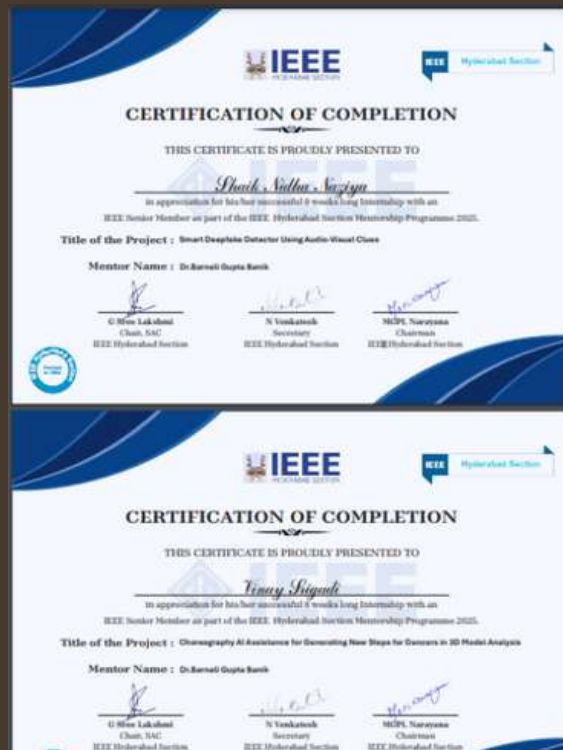 IEEE
HYDERABAD SECTION
IEEE Hyderabad Section
CERTIFICATION OF COMPLETION
THIS CERTIFICATE IS PROUDLY PRESENTED TO
Shaik Nidha Naziya
in appreciation for his/her successful 8 weeks long Internship with an
IEEE Senior Member as part of the IEEE Hyderabad Section Mentorship Programme 2025.
Title of the Project : Smart Deepfake Detector Using Audio-Visual Clues
Mentor Name : Dr.Barnali Gupta Banik
G Sree Lakshmi N Venkatesh MGPL Narayana
Chair, SAC Secretary Chairman
IEEE Hyderabad Section IEEE Hyderabad Section IEEE Hyderabad Section
IEEE
HYDERABAD SECTION
IEEE Hyderabad Section
CERTIFICATION OF COMPLETION
THIS CERTIFICATE IS PROUDLY PRESENTED TO
Vinay Sigadi
in appreciation for his/her successful 8 weeks long Internship with an
IEEE Senior Member as part of the IEEE Hyderabad Section Mentorship Programme 2025.
Title of the Project : Choreography AI Assistance for Generating New Steps for Dancers in 3D Model Analysis
Mentor Name : Dr.Barnali Gupta Banik
G Sree Lakshmi N Venkatesh MGPL Narayana
Chair, SAC Secretary Chairman
IEEE Hyderabad Section IEEE Hyderabad Section IEEE Hyderabad Section